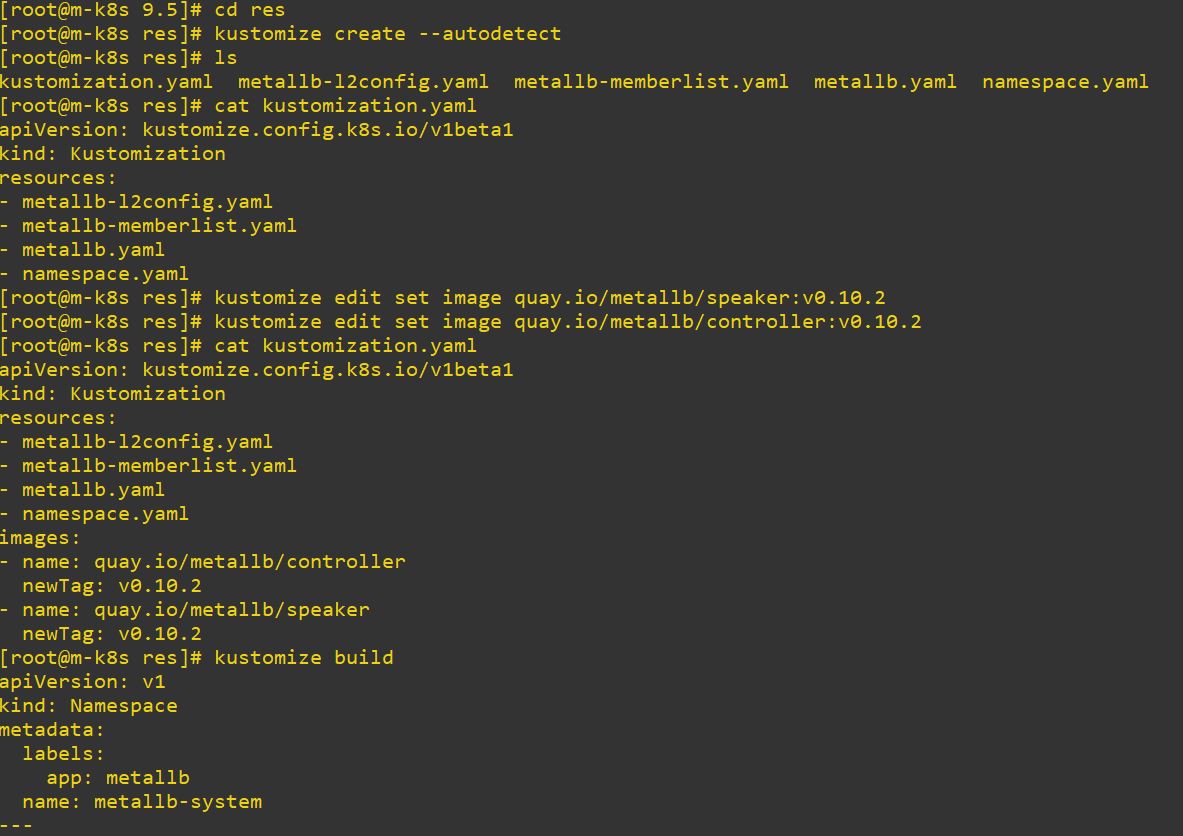 [root@m-k8s 9.5]# cd res
[root@m-k8s res]# kustomize create --autodetect
[root@m-k8s res]# ls
kustomization.yaml  metallb-l2config.yaml  metallb-memberlist.yaml  metallb.yaml  namespace.yaml
[root@m-k8s res]# cat kustomization.yaml
apiVersion: kustomize.config.k8s.io/v1beta1
kind: Kustomization
resources:
- metallb-l2config.yaml
- metallb-memberlist.yaml
- metallb.yaml
- namespace.yaml
[root@m-k8s res]# kustomize edit set image quay.io/metallb/speaker:v0.10.2
[root@m-k8s res]# kustomize edit set image quay.io/metallb/controller:v0.10.2
[root@m-k8s res]# cat kustomization.yaml
apiVersion: kustomize.config.k8s.io/v1beta1
kind: Kustomization
resources:
- metallb-l2config.yaml
- metallb-memberlist.yaml
- metallb.yaml
- namespace.yaml
images:
- name: quay.io/metallb/controller
  newTag: v0.10.2
- name: quay.io/metallb/speaker
  newTag: v0.10.2
[root@m-k8s res]# kustomize build
apiVersion: v1
kind: Namespace
metadata:
  labels:
    app: metallb
  name: metallb-system
---